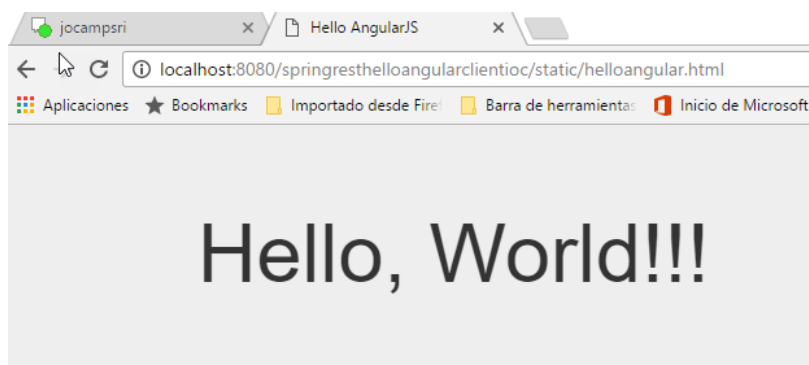 jocampsri
Hello AngularJS
localhost:8080/springresthelloangularclientioc/static/helloangular.html
Aplicaciones
Bookmarks
Importado desde Firef
Barra de herramientas
Inicio de Microsoft
Hello, World!!!